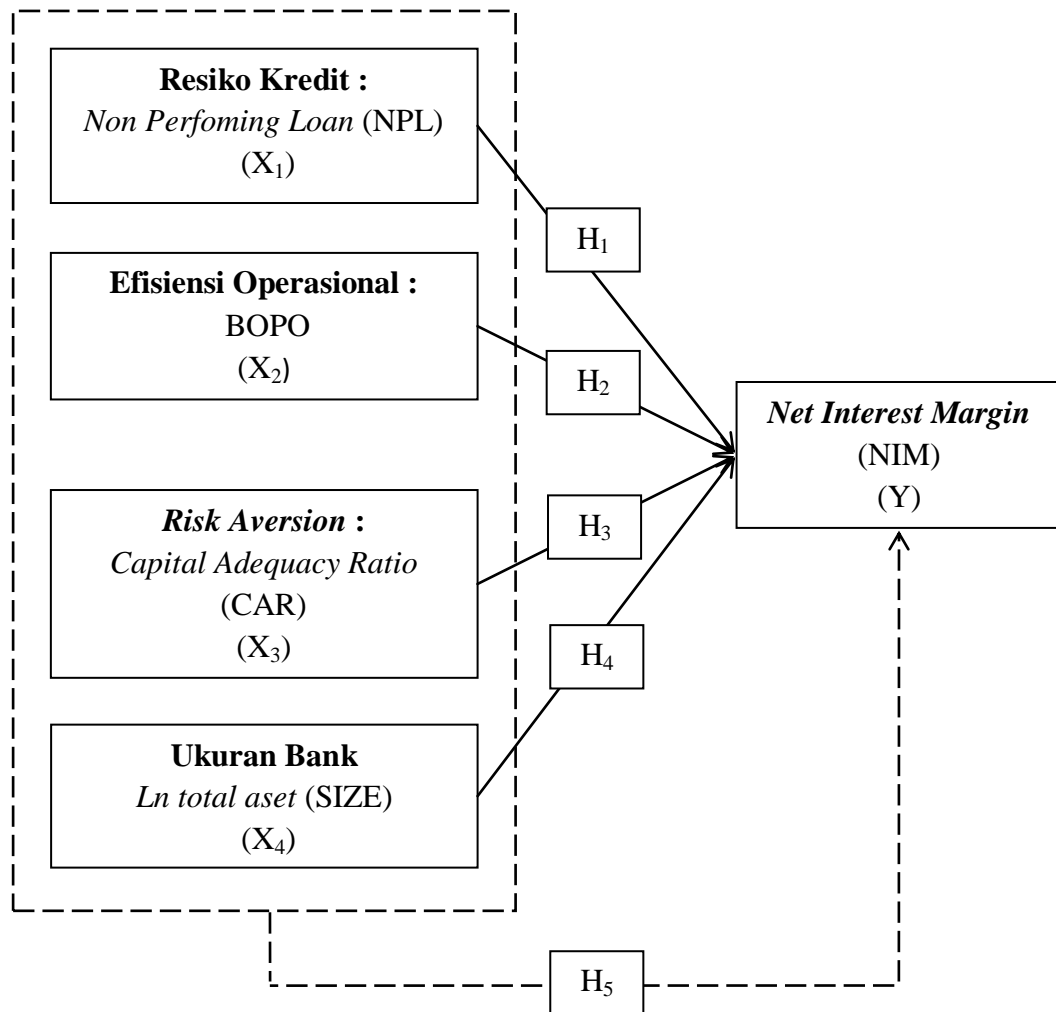 Resiko Kredit :
Non Perfoming Loan (NPL)
(X₁)
H₁
Efisiensi Operasional :
BOPO
(X₂)
H₂
Net Interest Margin
(NIM)
(Y)
Risk Aversion :
Capital Adequacy Ratio
(CAR)
(X₃)
H₃
H₄
Ukuran Bank
Ln total aset (SIZE)
(X₄)
H₅